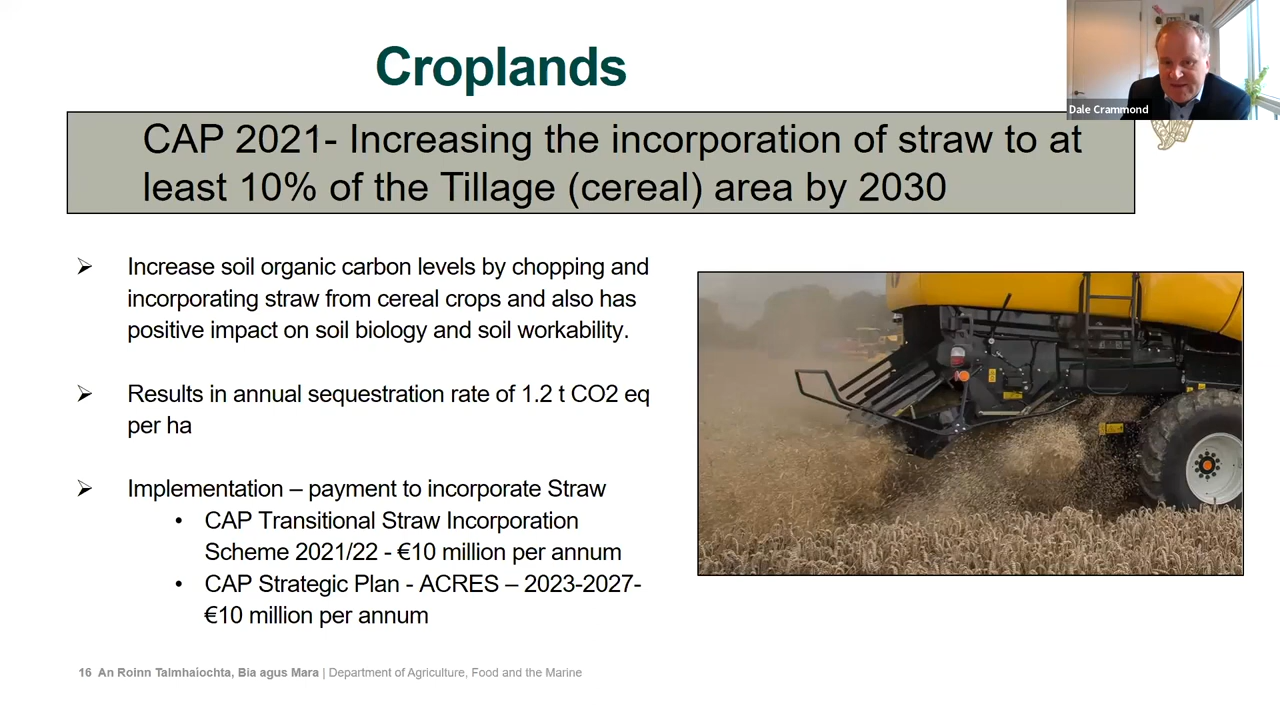 Croplands
Dale Crammond
CAP 2021- Increasing the incorporation of straw to at
least 10% of the Tillage (cereal) area by 2030
Increase soil organic carbon levels by chopping and
incorporating straw from cereal crops and also has
positive impact on soil biology and soil workability.
Results in annual sequestration rate of 1.2 t CO2 eq
per ha
Implementation – payment to incorporate Straw
CAP Transitional Straw Incorporation
Scheme 2021/22 - €10 million per annum
CAP Strategic Plan - ACRES – 2023-2027-
€10 million per annum
16 An Roinn Talmhaíochta, Bia agus Mara | Department of Agriculture, Food and the Marine